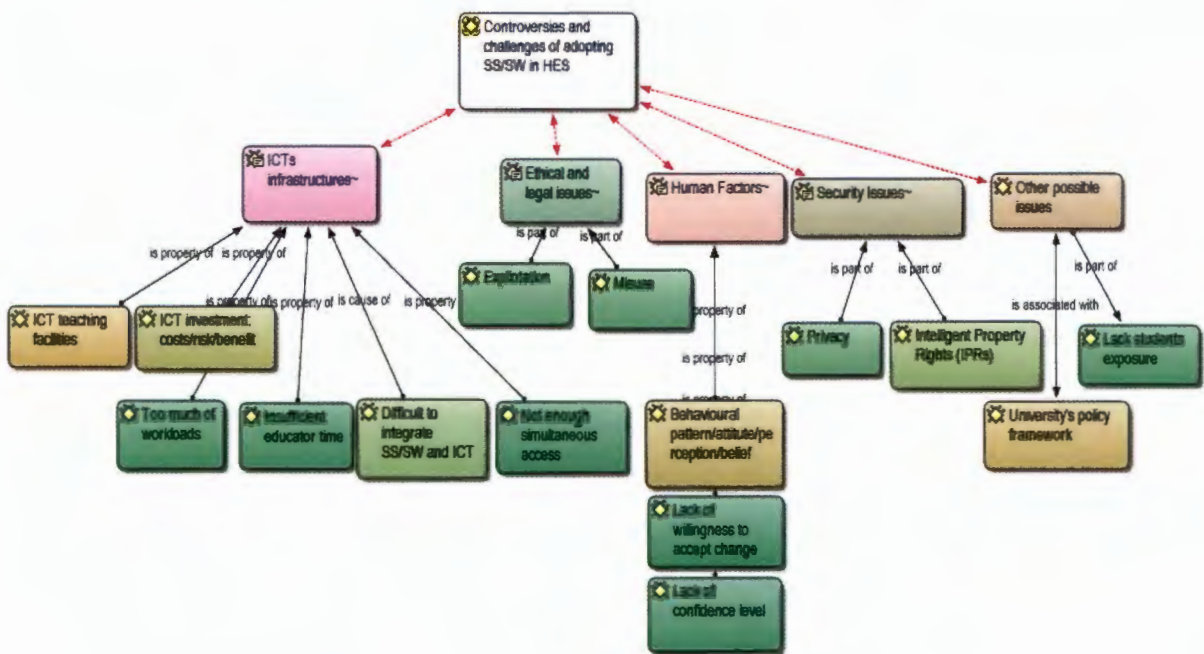 Controversies and
challenges of adopting
SS/SW in HES
ICTs
infrastructures~
Ethical and
legal issues~
Human Factors~
Security Issues~
Other possible
issues
is property of
is property of
is property of
is property of
is cause of
is property
is part of
is part of
property of
is property of
is property of
is part of
is part of
is associated with
is part of
ICT teaching
facilities
ICT investment:
costs/risk/benefit
Exploitation
Misuse
Privacy
Intelligent Property
Rights (IPRs)
Lack students
exposure
Too much of
workloads
Insufficient
educator time
Difficult to
integrate
SS/SW and ICT
Not enough
simultaneous
access
Behavioural
pattern/attitute/pe
rception/belief
University's policy
framework
Lack of
willingness to
accept change
Lack of
confidence level